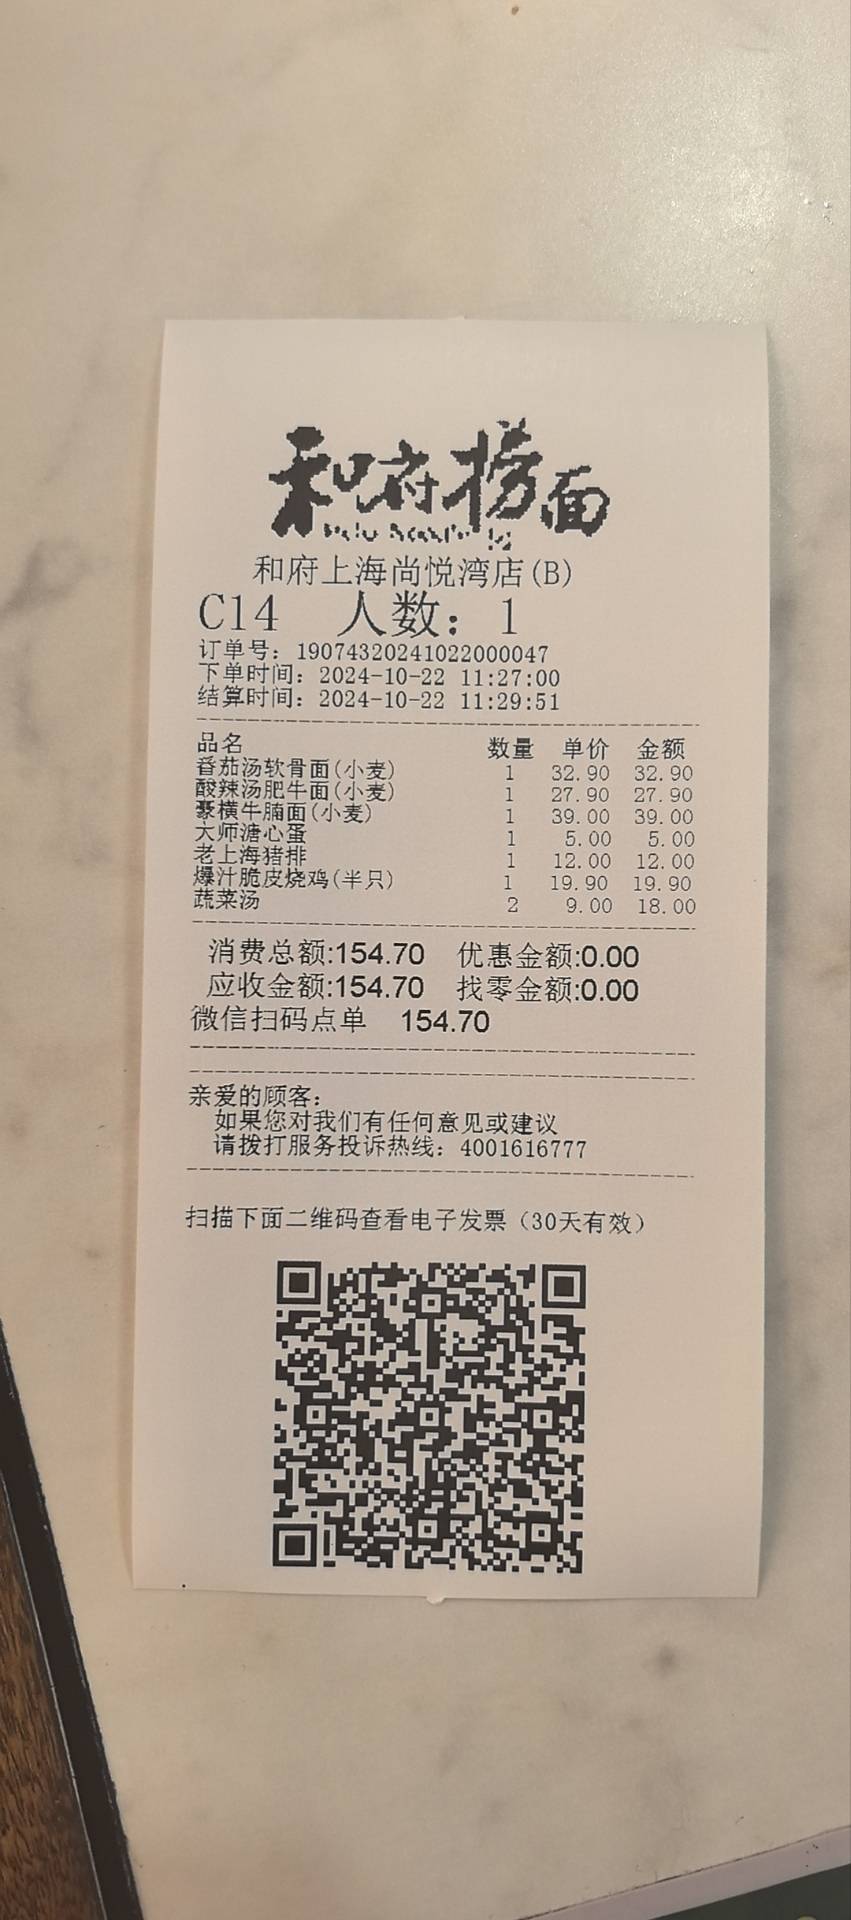 和府捞面
和府上海尚悦湾店(B)
C14 人数：1
订单号：19074320241022000047
下单时间：2024-10-22 11:27:00
结算时间：2024-10-22 11:29:51
品名 数量 单价 金额
番茄汤软骨面(小麦) 1 32.90 32.90
酸辣汤肥牛面(小麦) 1 27.90 27.90
豪横牛腩面(小麦) 1 39.00 39.00
大师溏心蛋 1 5.00 5.00
老上海猪排 1 12.00 12.00
爆汁脆皮烧鸡(半只) 1 19.90 19.90
蔬菜汤 2 9.00 18.00
消费总额:154.70 优惠金额:0.00
应收金额:154.70 找零金额:0.00
微信扫码点单 154.70
亲爱的顾客：
如果您对我们有任何意见或建议
请拨打服务投诉热线：4001616777
扫描下面二维码查看电子发票（30天有效）